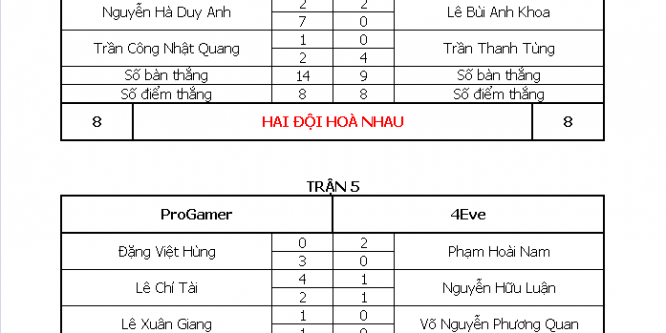 2 2
Nguyễn Hà Duy Anh Lê Bùi Anh Khoa
7 0
1 0
Trần Công Nhật Quang Trần Thanh Tùng
2 4
Số bàn thắng 14 9 Số bàn thắng
Số điểm thắng 8 8 Số điểm thắng
8 HAI ĐỘI HOÀ NHAU 8
TRẬN 5
ProGamer 4Eve
0 2
Đặng Việt Hùng Phạm Hoài Nam
3 0
4 1
Lê Chí Tài Nguyễn Hữu Luận
2 1
1 0
Lê Xuân Giang Võ Nguyễn Phương Quan